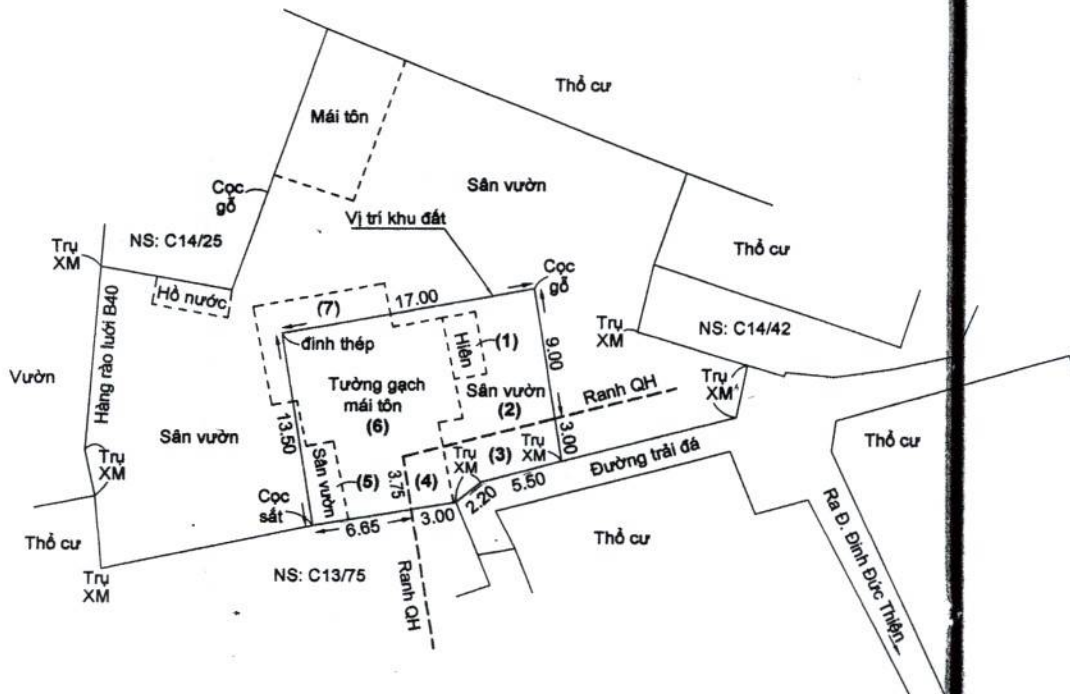 Thổ cư
Mái tôn
Sân vườn
Cọc
gỗ
Vị trí khu đất
Thổ cư
Trụ
XM
NS: C14/25
Hồ nước
Cọc
gỗ
(7)
17.00
Hàng rào lưới B40
đinh thép
Hiên
(1)
9.00
Trụ
XM
NS: C14/42
Vườn
Tường gạch
mái tôn
(6)
Sân vườn
(2)
Ranh QH
Trụ
XM
Sân vườn
13.50
Trụ
XM
Sân vườn
(5)
3.75
(4)
Trụ
XM
(3)
Trụ
XM
3.00
Đường trải đá
Thổ cư
Cọc
sắt
6.65
3.00
2.20
5.50
Thổ cư
Thổ cư
Trụ
XM
NS: C13/75
Ranh QH
Ra Đ. Đinh Đức Thiện